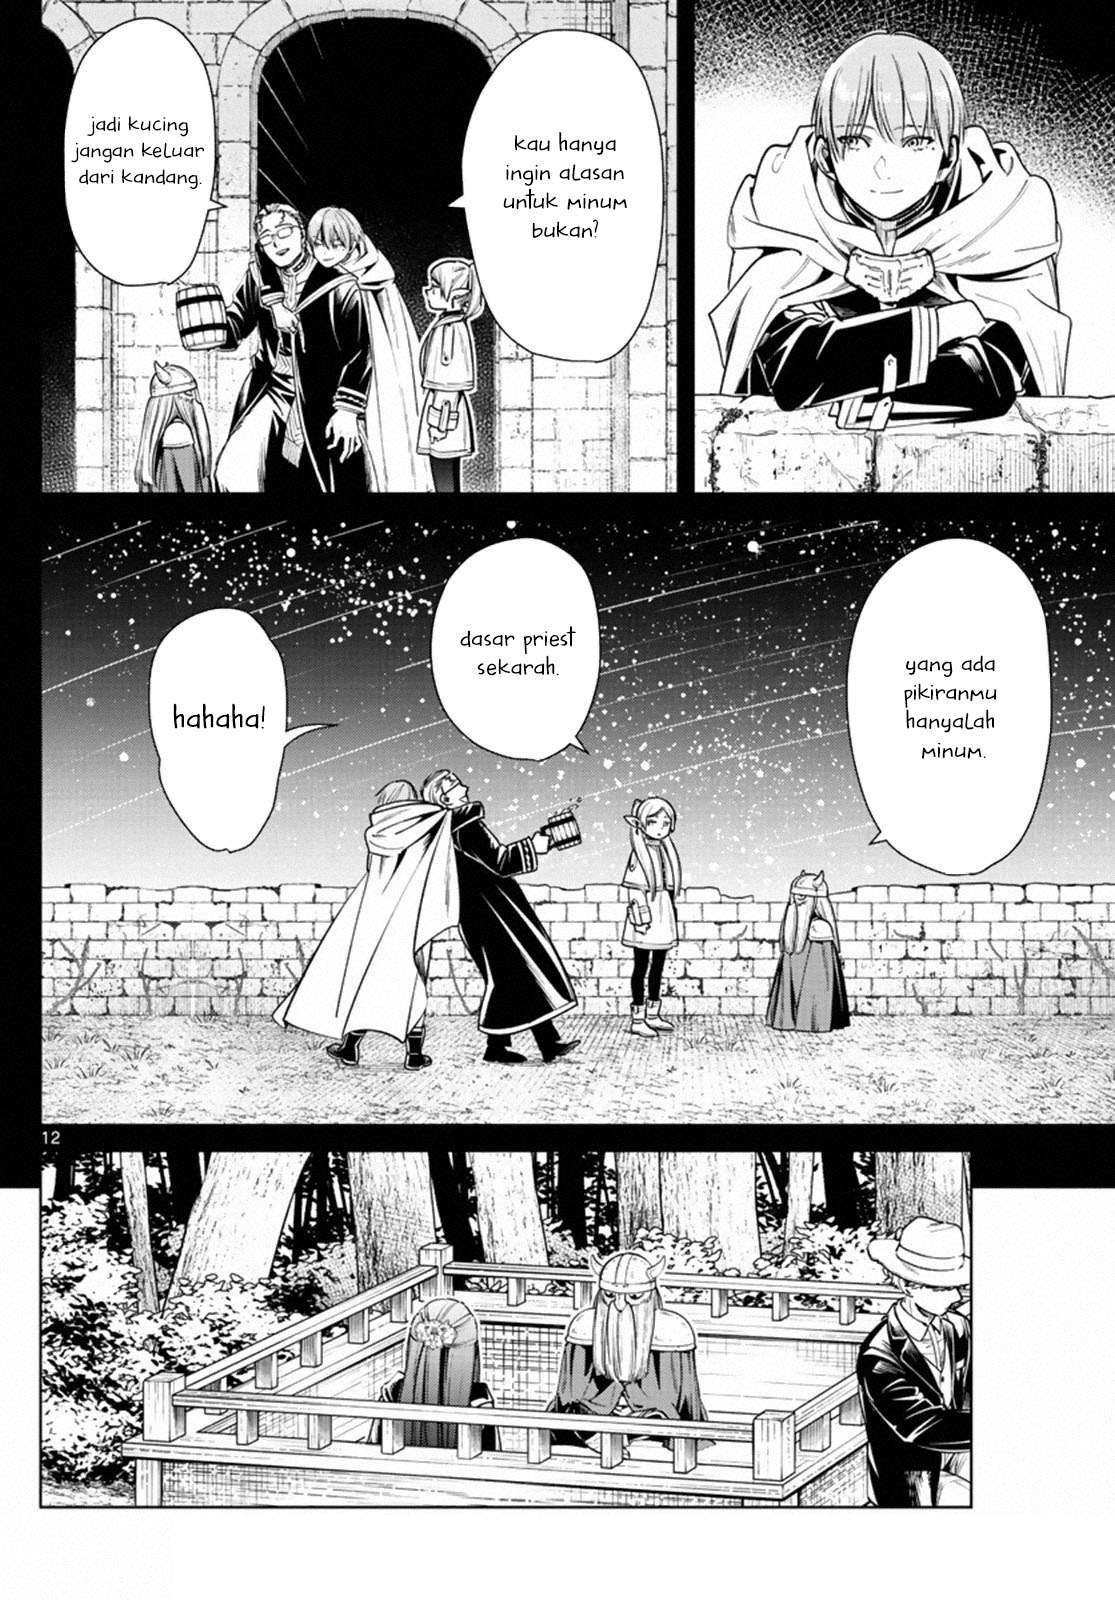 kau hanya
ingin alasan
untuk minum
bukan?
jadi kucing
jangan keluar
dari kandang.
yang ada
pikiranmu
hanyalah
minum.
dasar priest
sekarah.
hahaha!
12